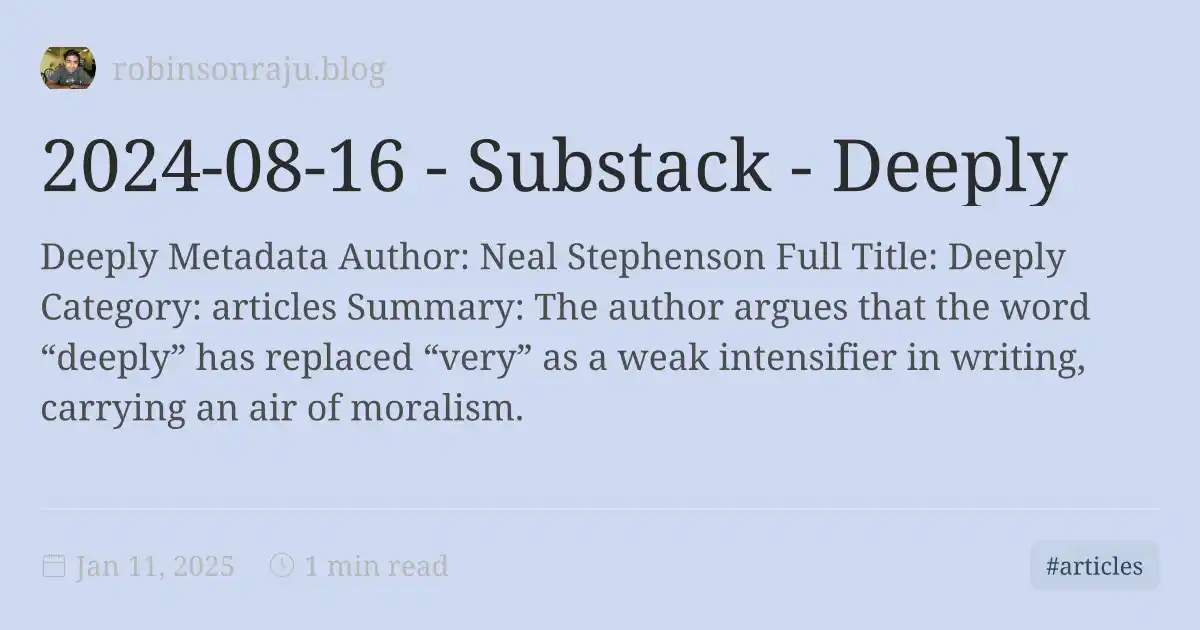 robinsonraju.blog
2024-08-16 - Substack - Deeply
Deeply Metadata Author: Neal Stephenson Full Title: Deeply
Category: articles Summary: The author argues that the word
“deeply” has replaced “very” as a weak intensifier in writing,
carrying an air of moralism.
Jan 11, 2025 1 min read #articles